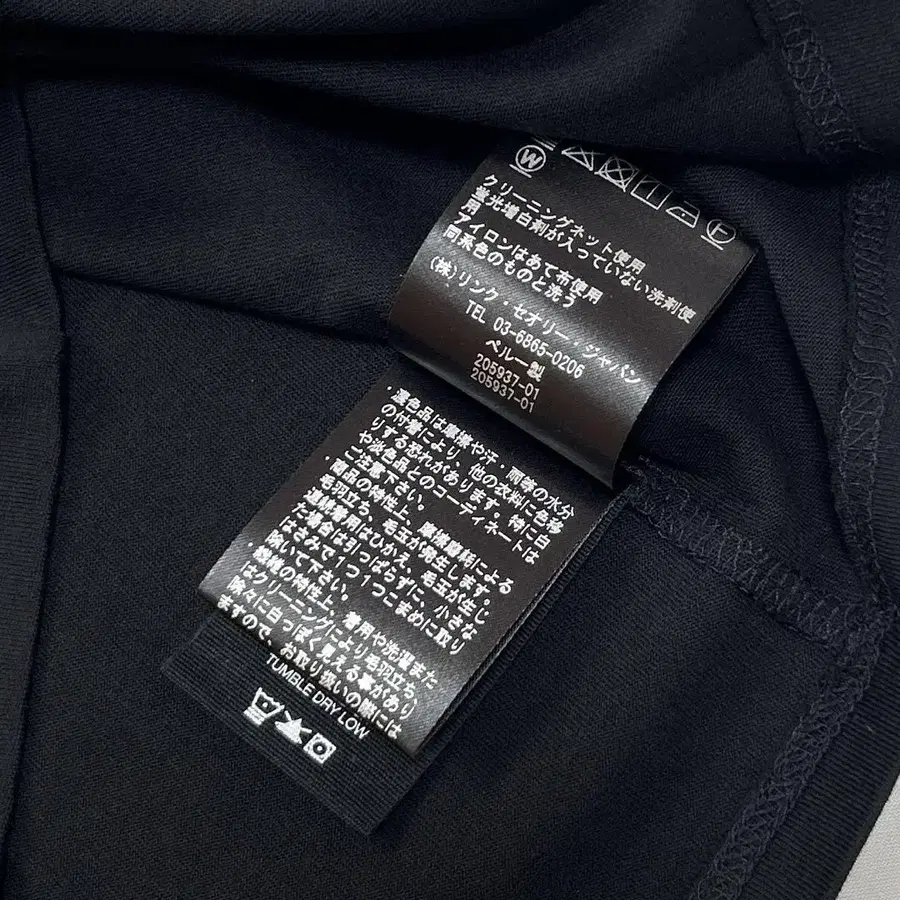 W
F
クリーニングネット使用
蛍光増白剤が入っていない洗剤使
用
アイロンはあて布使用
同系色のものと洗う
(株)リンク・セオリー・ジャパン
TEL 03-6865-0206
ペルー製
205937-01
205937-01
・濃色品は摩擦や汗・雨等の水分
の付着により、他の衣料に色移
りする恐れがあります。特に白
や淡色品とのコーディネートは
ご注意下さい。
・商品の特性上、摩擦摩耗による
毛羽立ち、毛玉が発生します。
連続着用はひかえ、毛玉が生じ
た場合は引っぱらずに、小さな
はさみで1つ1つこまめに取り
除いて下さい。
・繊維の特性上、着用や洗濯また
はクリーニングにより毛羽立ち
除々に白っぽく見える事があり
ますので、お取り扱いの際には
TUMBLE DRY LOW